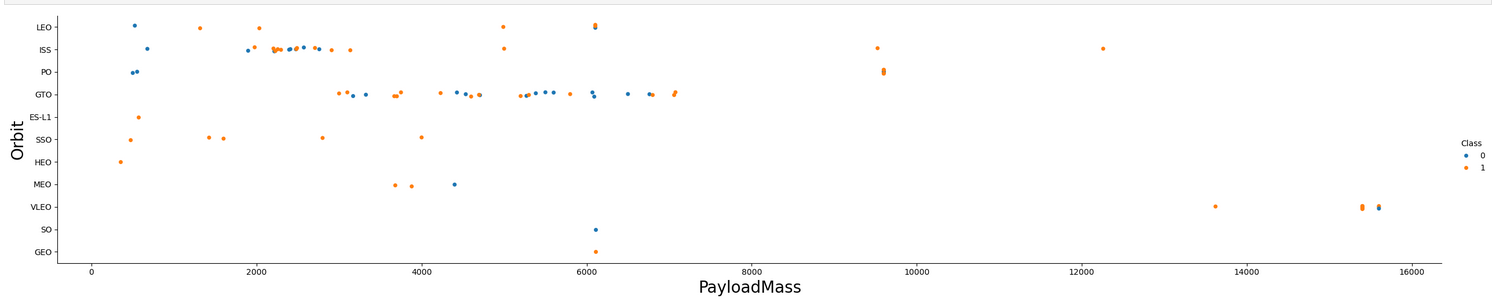 LEO
ISS
PO
GTO
ES-L1
SSO
HEO
MEO
VLEO
SO
GEO
Orbit
0 2000 4000 6000 8000 10000 12000 14000 16000
PayloadMass
Class
0
1